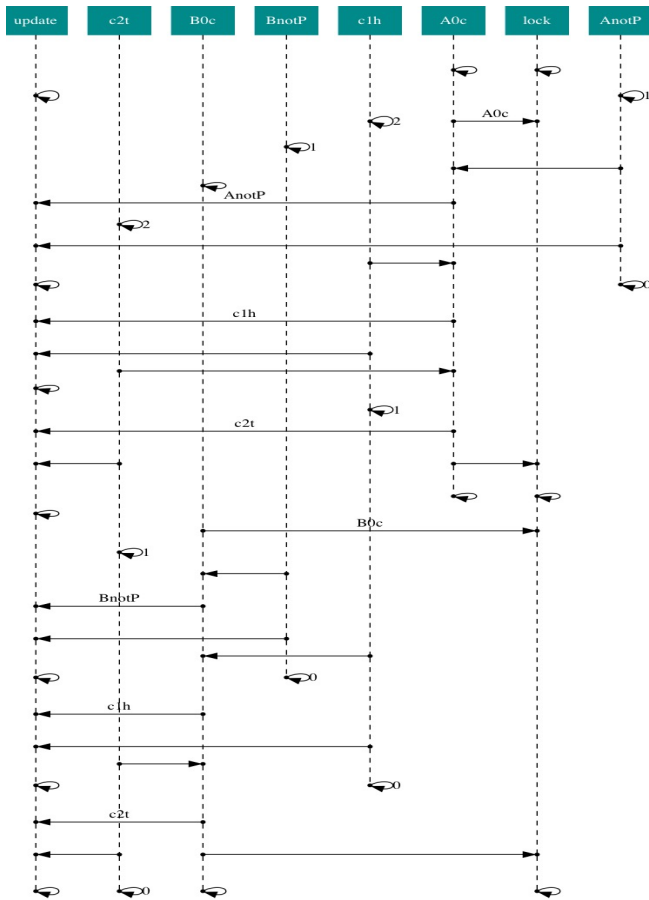 update c2t B0c BnotP c1h A0c lock AnotP
1
2 A0c
1
AnotP
2
0
c1h
1
c2t
B0c
1
BnotP
0
c1h
0
c2t
0